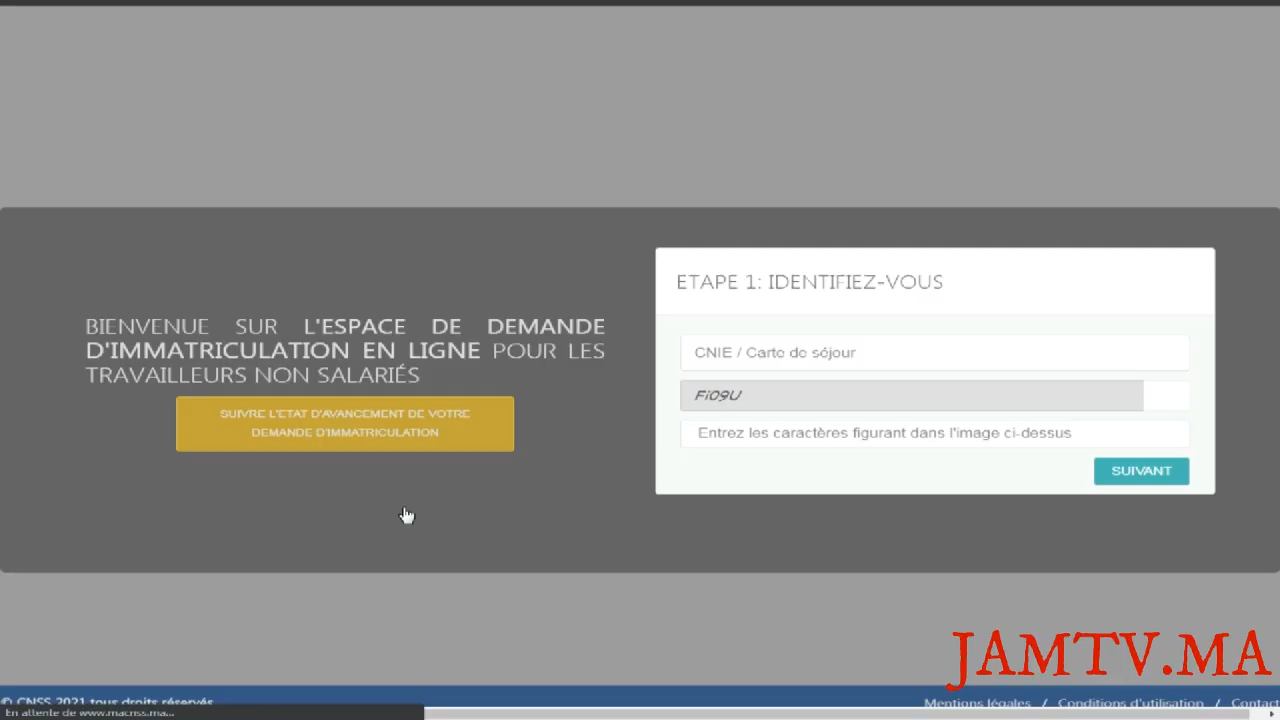 BIENVENUE SUR L'ESPACE DE DEMANDE
D'IMMATRICULATION EN LIGNE POUR LES
TRAVAILLEURS NON SALARIÉS
SUIVRE L'ETAT D'AVANCEMENT DE VOTRE
DEMANDE D'IMMATRICULATION
ETAPE 1: IDENTIFIEZ-VOUS
CNIE / Carte de séjour
Fi09U
Entrez les caractères figurant dans l'image ci-dessus
SUIVANT
JAMTV.MA
© CNSS 2021 tous droits réservés
Mentions légales / Conditions d'utilisation / Contact
En attente de www.macnss.ma...